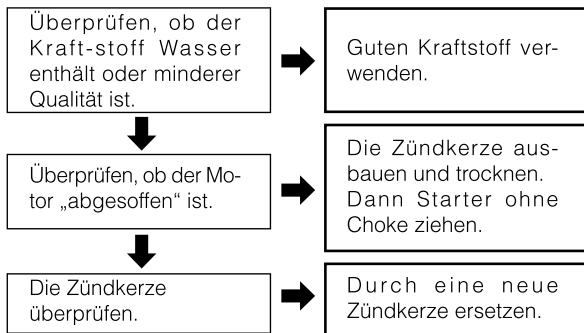 Überprüfen, ob der
Kraft-stoff Wasser
enthält oder minderer
Qualität ist.
Guten Kraftstoff ver-
wenden.
Überprüfen, ob der Mo-
tor „abgesoffen“ ist.
Die Zündkerze aus-
bauen und trocknen.
Dann Starter ohne
Choke ziehen.
Die Zündkerze
überprüfen.
Durch eine neue
Zündkerze ersetzen.